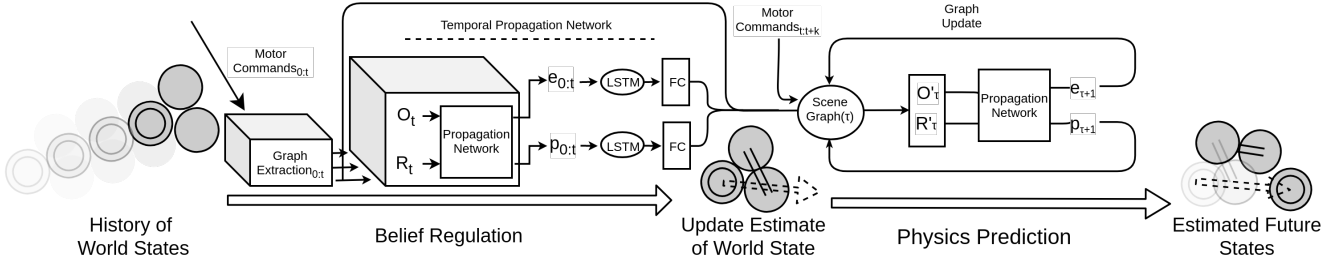 Temporal Propagation Network
Motor
Commands0:t
Graph
Extraction0:t
Ot
Rt
Propagation
Network
e0:t
p0:t
LSTM
LSTM
FC
FC
Motor
Commandst:t+k
Scene
Graph(τ)
Graph
Update
O'τ
R'τ
Propagation
Network
eτ+1
pτ+1
History of
World States
Belief Regulation
Update Estimate
of World State
Physics Prediction
Estimated Future
States